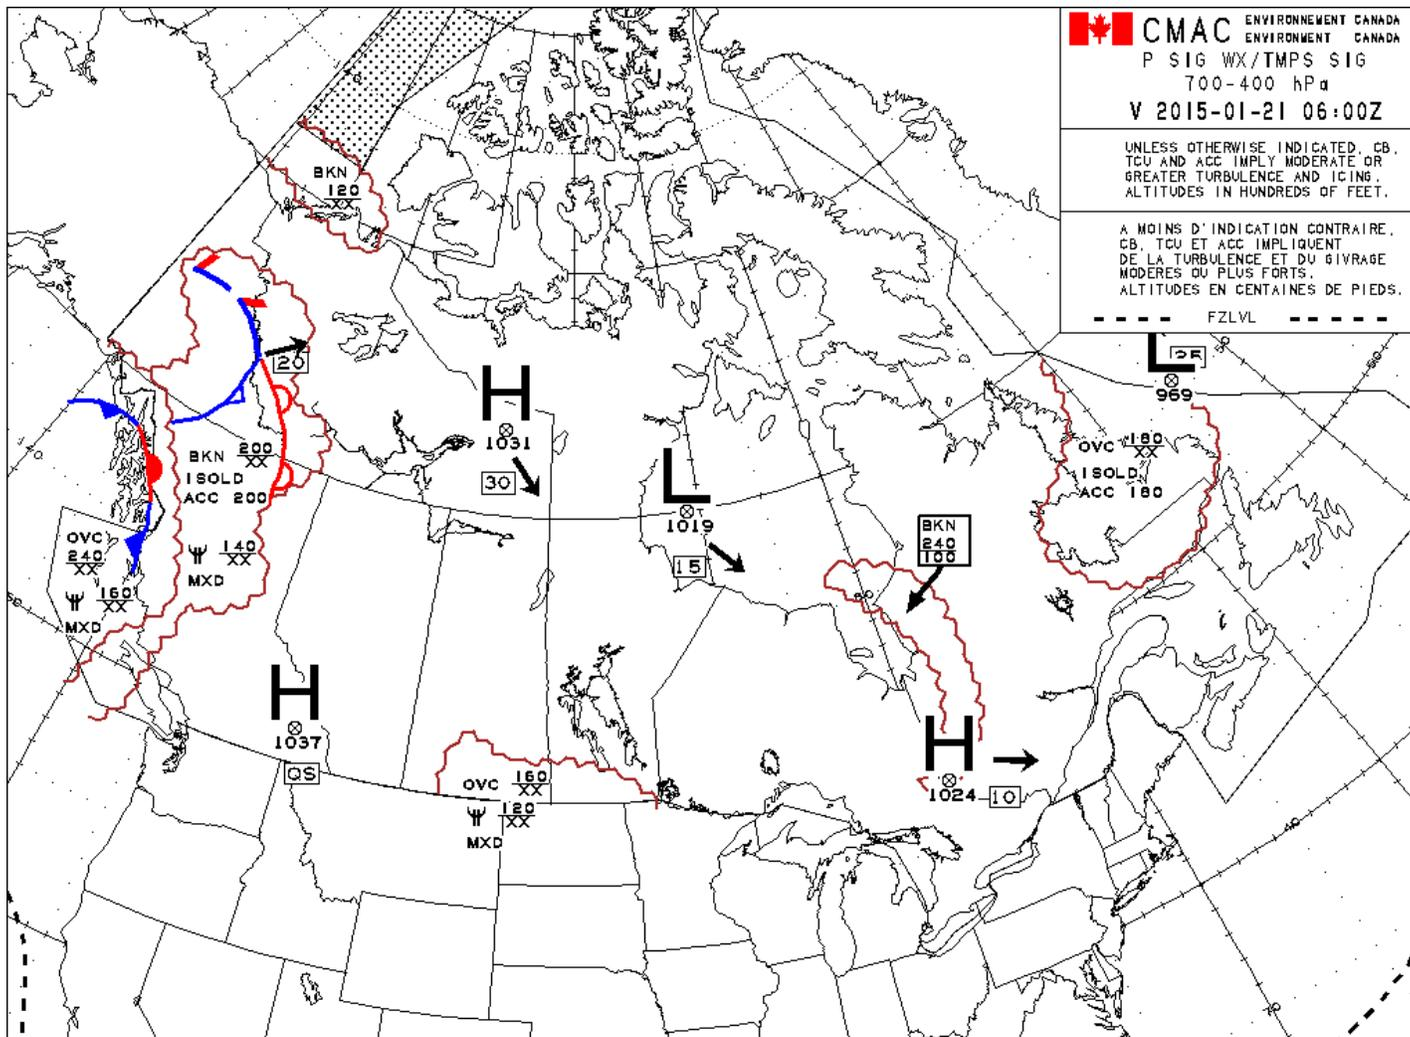 CMAC
ENVIRONNEMENT CANADA
ENVIRONMENT CANADA
P SIG WX/TMPS SIG
700-400 hPa
V 2015-01-21 06:00Z
UNLESS OTHERWISE INDICATED, CB,
TCU AND ACC IMPLY MODERATE OR
GREATER TURBULENCE AND ICING.
ALTITUDES IN HUNDREDS OF FEET.
A MOINS D'INDICATION CONTRAIRE,
CB, TCU ET ACC IMPLIQUENT
DE LA TURBULENCE ET DU GIVRAGE
MODERES OU PLUS FORTS.
ALTITUDES EN CENTAINES DE PIEDS.
FZLVL
BKN
120
XX
20
H
1031
30
L
1019
15
L
969
BKN 200
XX
ISOLD
ACC 200
140
XX
MXD
OVC
240
XX
160
XX
MXD
OVC 180
XX
ISOLD
ACC 180
BKN
240
100
H
1037
QS
OVC 160
XX
120
XX
MXD
H
1024
10